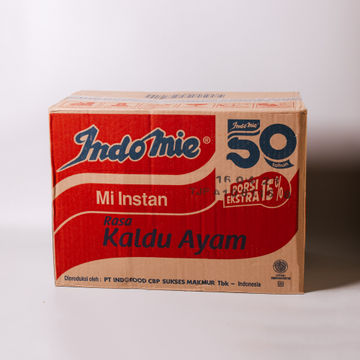 Indomie®
Indomie
50
tahun
PORSI
EKSTRA 15%
Mi Instan
Rasa
Kaldu Ayam
Diproduksi oleh : PT INDOFOOD CBP SUKSES MAKMUR Tbk – Indonesia